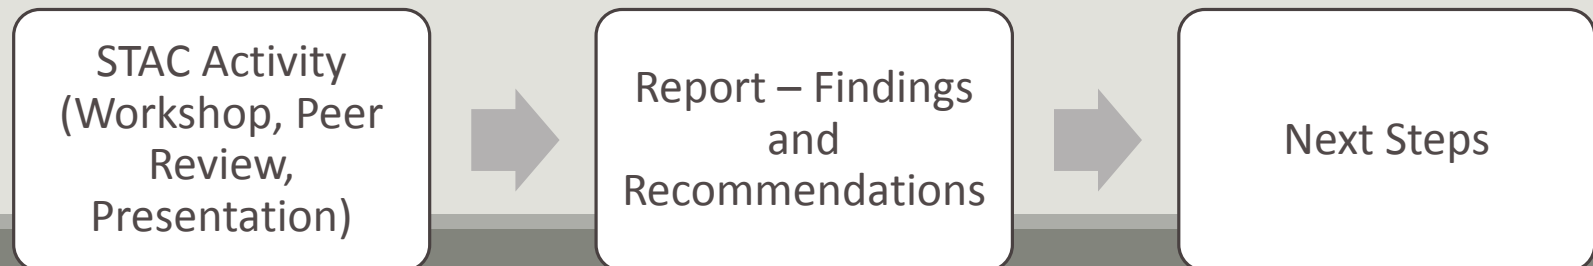 STAC Activity
(Workshop, Peer
Review,
Presentation)
Report – Findings
and
Recommendations
Next Steps